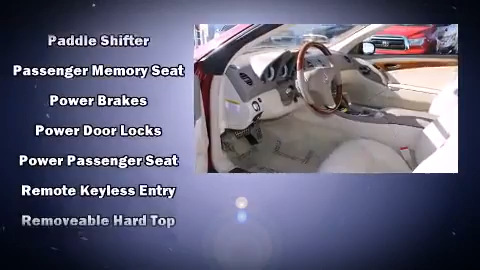 Paddle Shifter
Passenger Memory Seat
Power Brakes
Power Door Locks
Power Passenger Seat
Remote Keyless Entry
Removeable Hard Top